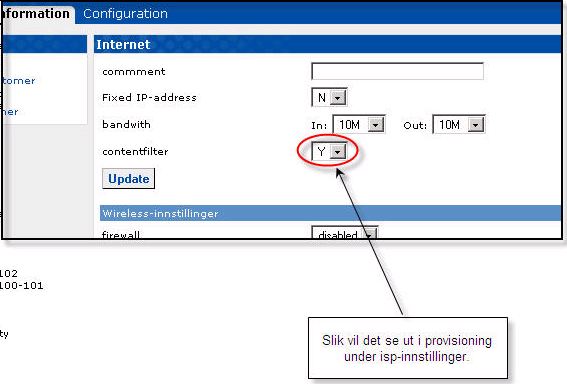 nformation Configuration
Internet
tomer
ner
commment
Fixed IP-address N
bandwith In: 10M Out: 10M
contentfilter Y
Update
Wireless-innstillinger
firewall disabled
102
100-101
ty
Slik vil det se ut i provisioning
under isp-innstillinger.